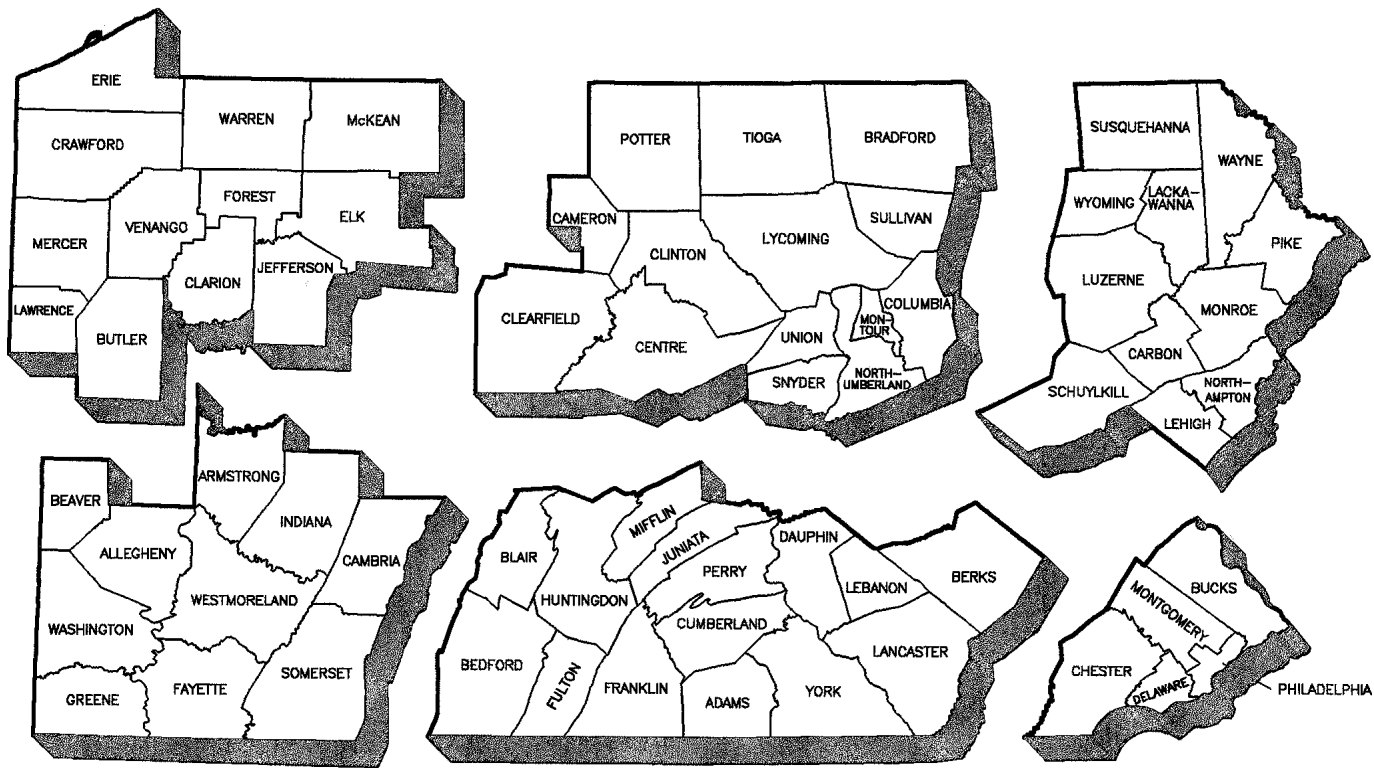 ERIE
WARREN
McKEAN
CRAWFORD
FOREST
VENANGO
ELK
MERCER
CLARION
JEFFERSON
LAWRENCE
BUTLER
POTTER
TIOGA
BRADFORD
CAMERON
SULLIVAN
CLINTON
LYCOMING
CLEARFIELD
COLUMBIA
MON-
TOUR
UNION
CENTRE
SNYDER
NORTH-
UMBERLAND
SUSQUEHANNA
WAYNE
WYOMING
LACKA-
WANNA
PIKE
LUZERNE
MONROE
CARBON
SCHUYLKILL
NORTH-
AMPTON
LEHIGH
ARMSTRONG
BEAVER
INDIANA
ALLEGHENY
CAMBRIA
WESTMORELAND
WASHINGTON
SOMERSET
FAYETTE
GREENE
MIFFLIN
BLAIR
JUNIATA
DAUPHIN
PERRY
LEBANON
BERKS
HUNTINGDON
CUMBERLAND
LANCASTER
BEDFORD
FULTON
FRANKLIN
ADAMS
YORK
BUCKS
MONTGOMERY
CHESTER
DELAWARE
PHILADELPHIA